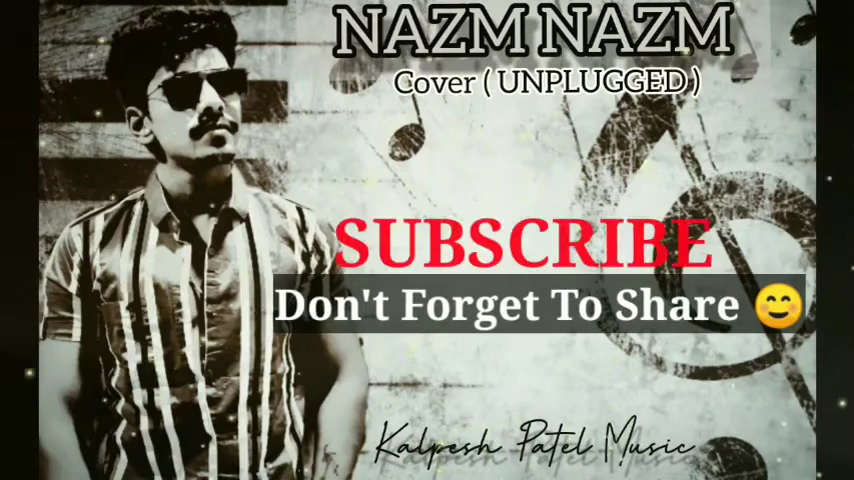 NAZM NAZM
Cover ( UNPLUGGED )
SUBSCRIBE
Don't Forget To Share 😊
Kalpesh Patel Music